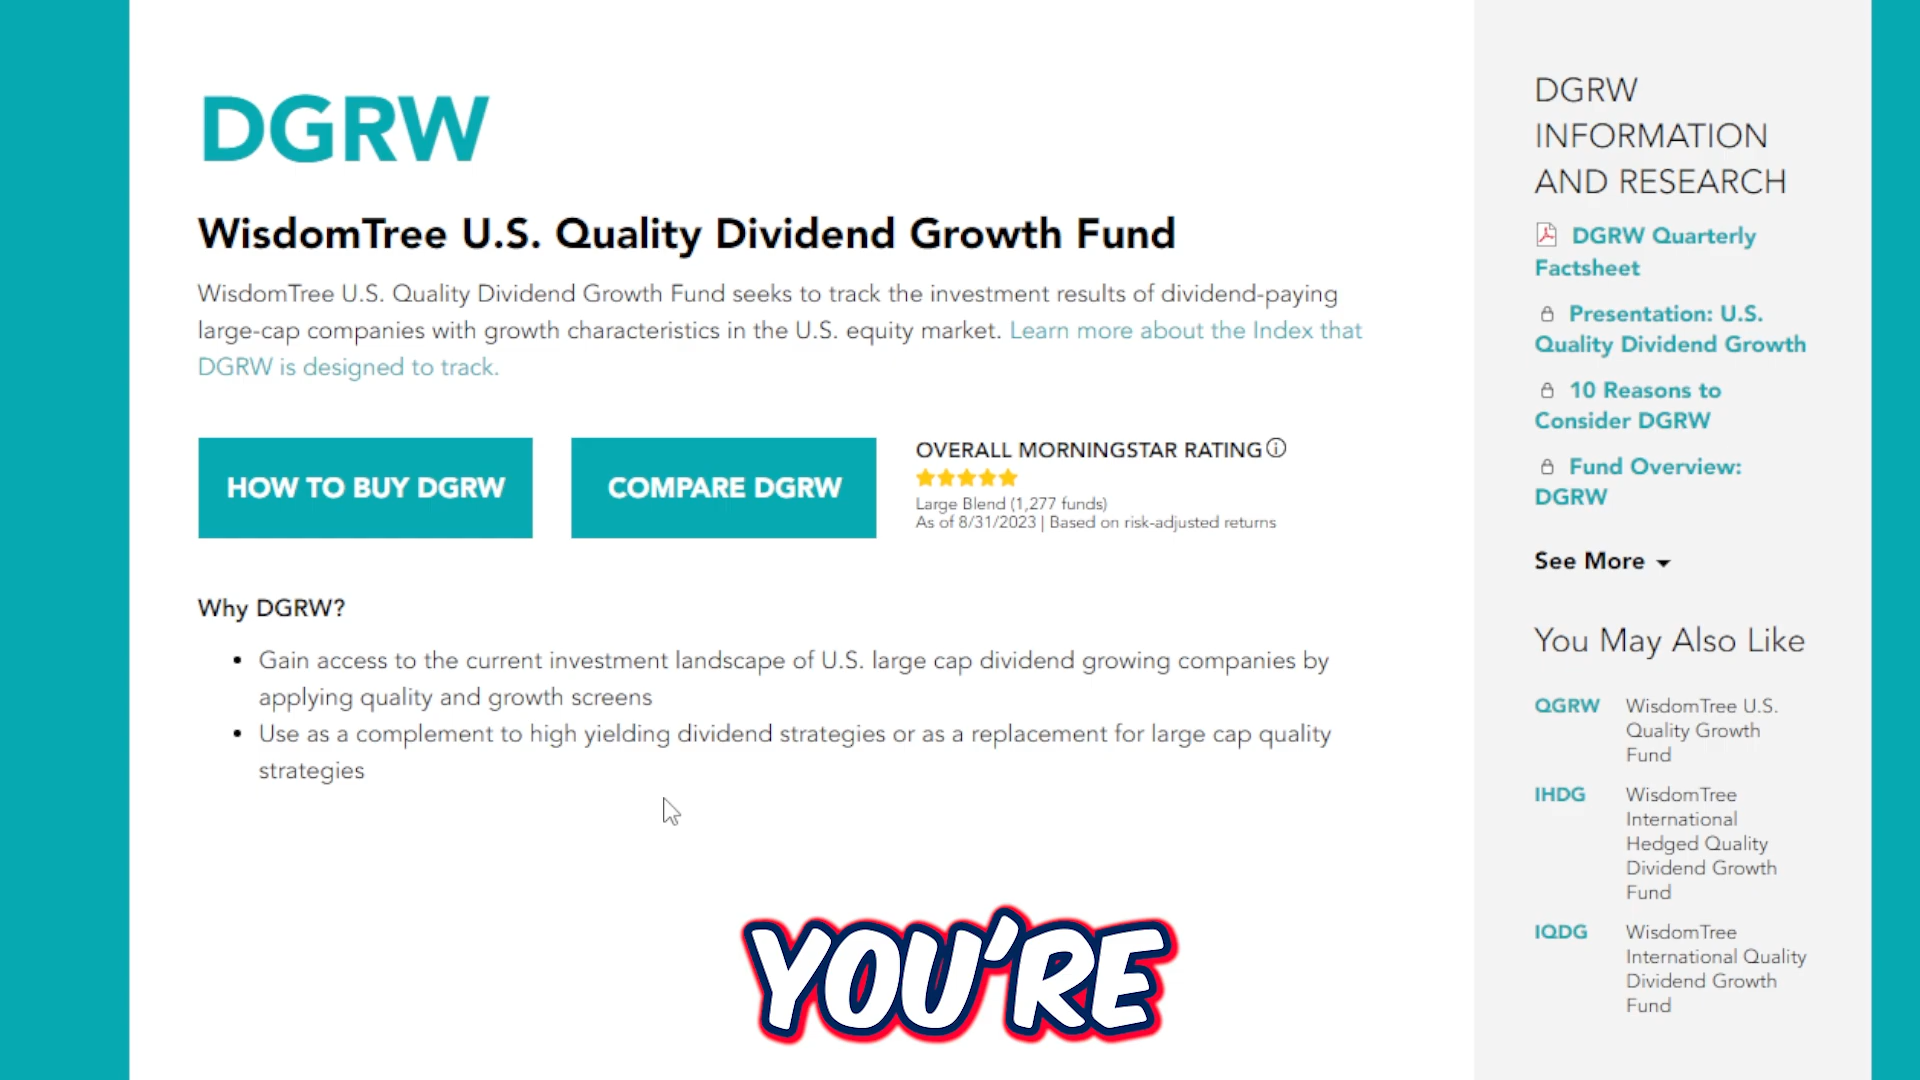 DGRW
WisdomTree U.S. Quality Dividend Growth Fund
WisdomTree U.S. Quality Dividend Growth Fund seeks to track the investment results of dividend-paying
large-cap companies with growth characteristics in the U.S. equity market. Learn more about the Index that
DGRW is designed to track.
HOW TO BUY DGRW
COMPARE DGRW
OVERALL MORNINGSTAR RATING
Large Blend (1,277 funds)
As of 8/31/2023 | Based on risk-adjusted returns
Why DGRW?
• Gain access to the current investment landscape of U.S. large cap dividend growing companies by
applying quality and growth screens
• Use as a complement to high yielding dividend strategies or as a replacement for large cap quality
strategies
YOU'RE
DGRW
INFORMATION
AND RESEARCH
DGRW Quarterly
Factsheet
Presentation: U.S.
Quality Dividend Growth
10 Reasons to
Consider DGRW
Fund Overview:
DGRW
See More
You May Also Like
QGRW WisdomTree U.S.
Quality Growth
Fund
IHDG WisdomTree
International
Hedged Quality
Dividend Growth
Fund
IQDG WisdomTree
International Quality
Dividend Growth
Fund